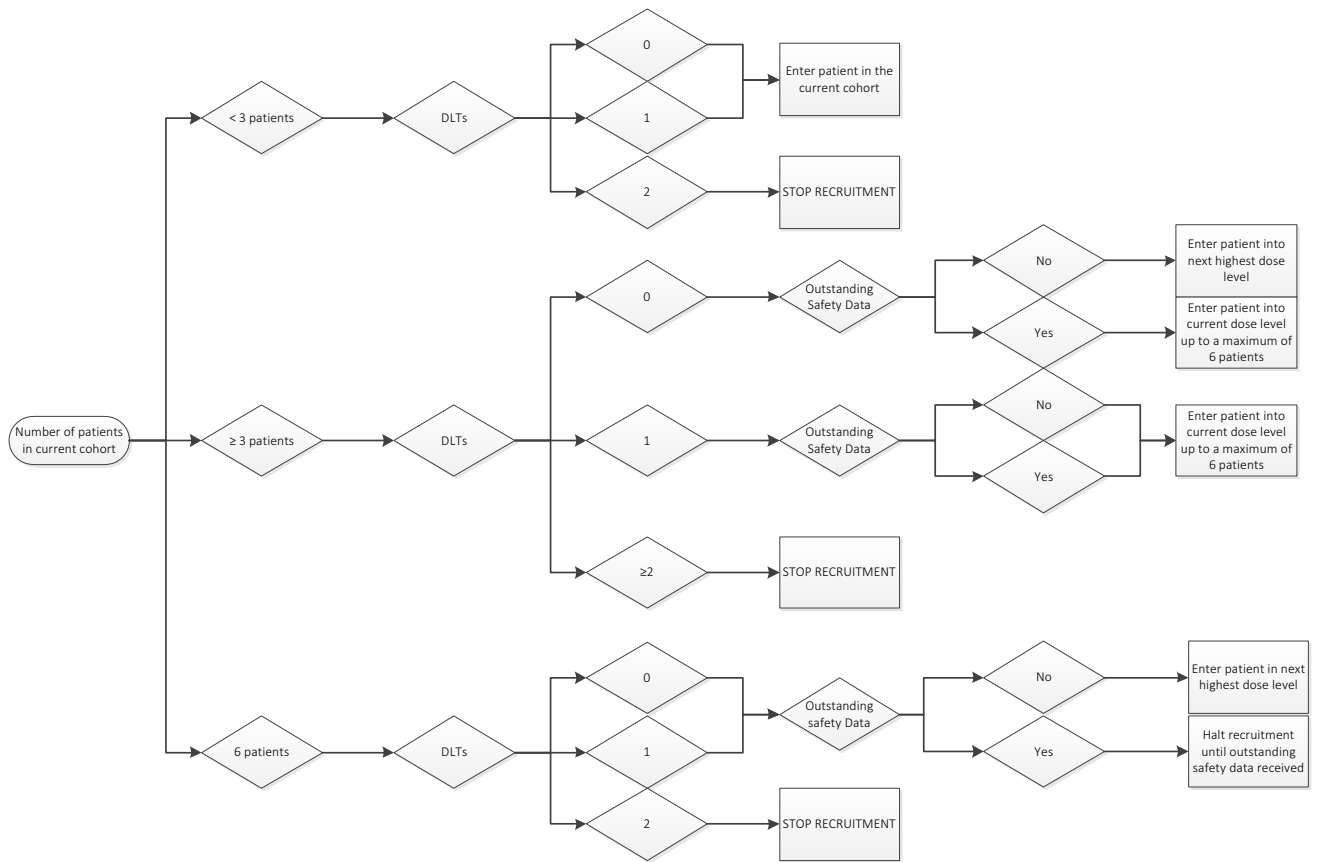 Number of patients
in current cohort
< 3 patients
DLTs
0
1
2
Enter patient in the
current cohort
STOP RECRUITMENT
≥ 3 patients
DLTs
0
Outstanding
Safety Data
No
Enter patient into
next highest dose
level
Yes
Enter patient into
current dose level
up to a maximum of
6 patients
1
Outstanding
Safety Data
No
Yes
Enter patient into
current dose level
up to a maximum of
6 patients
≥2
STOP RECRUITMENT
6 patients
DLTs
0
1
Outstanding
safety Data
No
Enter patient in next
highest dose level
Yes
Halt recruitment
until outstanding
safety data received
2
STOP RECRUITMENT